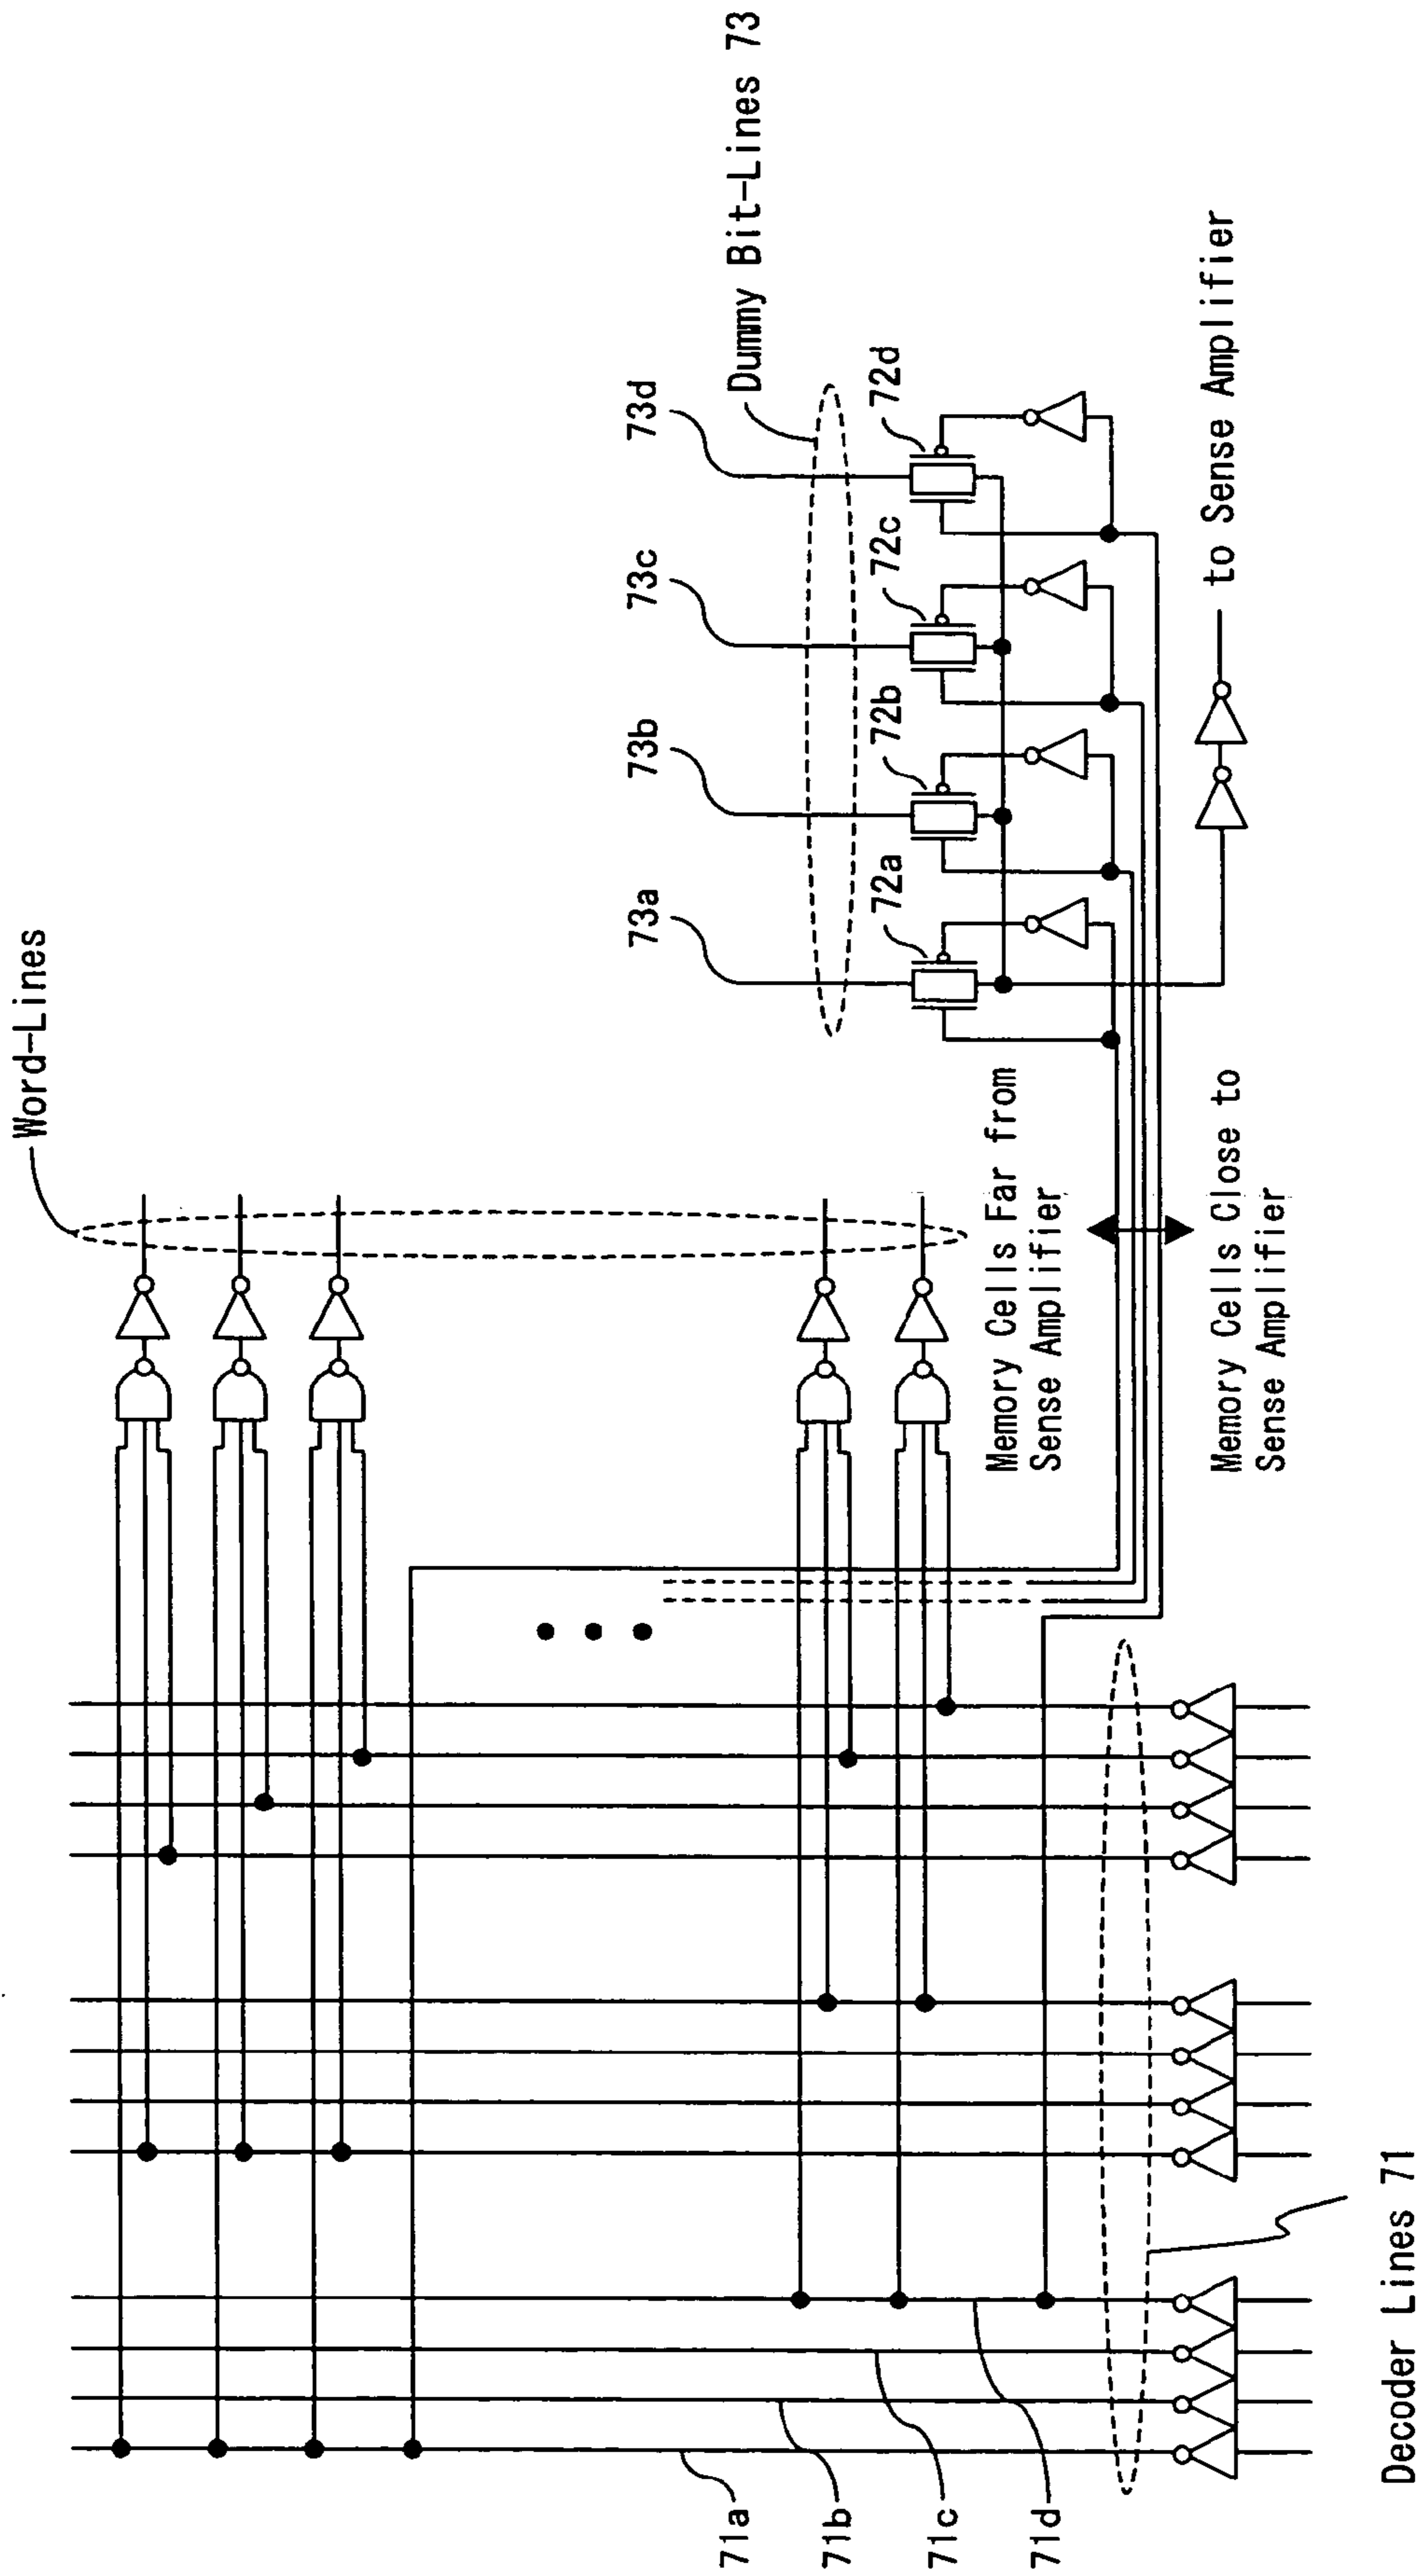 Word-Lines
Dummy Bit-Lines 73
73a
73b
73c
73d
72a
72b
72c
72d
Memory Cells Far from
Sense Amplifier
Memory Cells Close to
Sense Amplifier
to Sense Amplifier
71a
71b
71c
71d
Decoder Lines 71